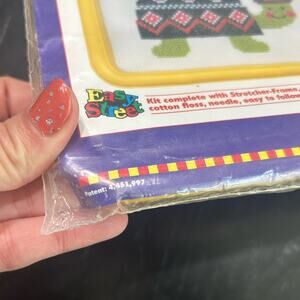 Easy
Street
Kit complete with Stretcher-Frame,
cotton floss, needle, easy to follow
Patent: 4,453,997